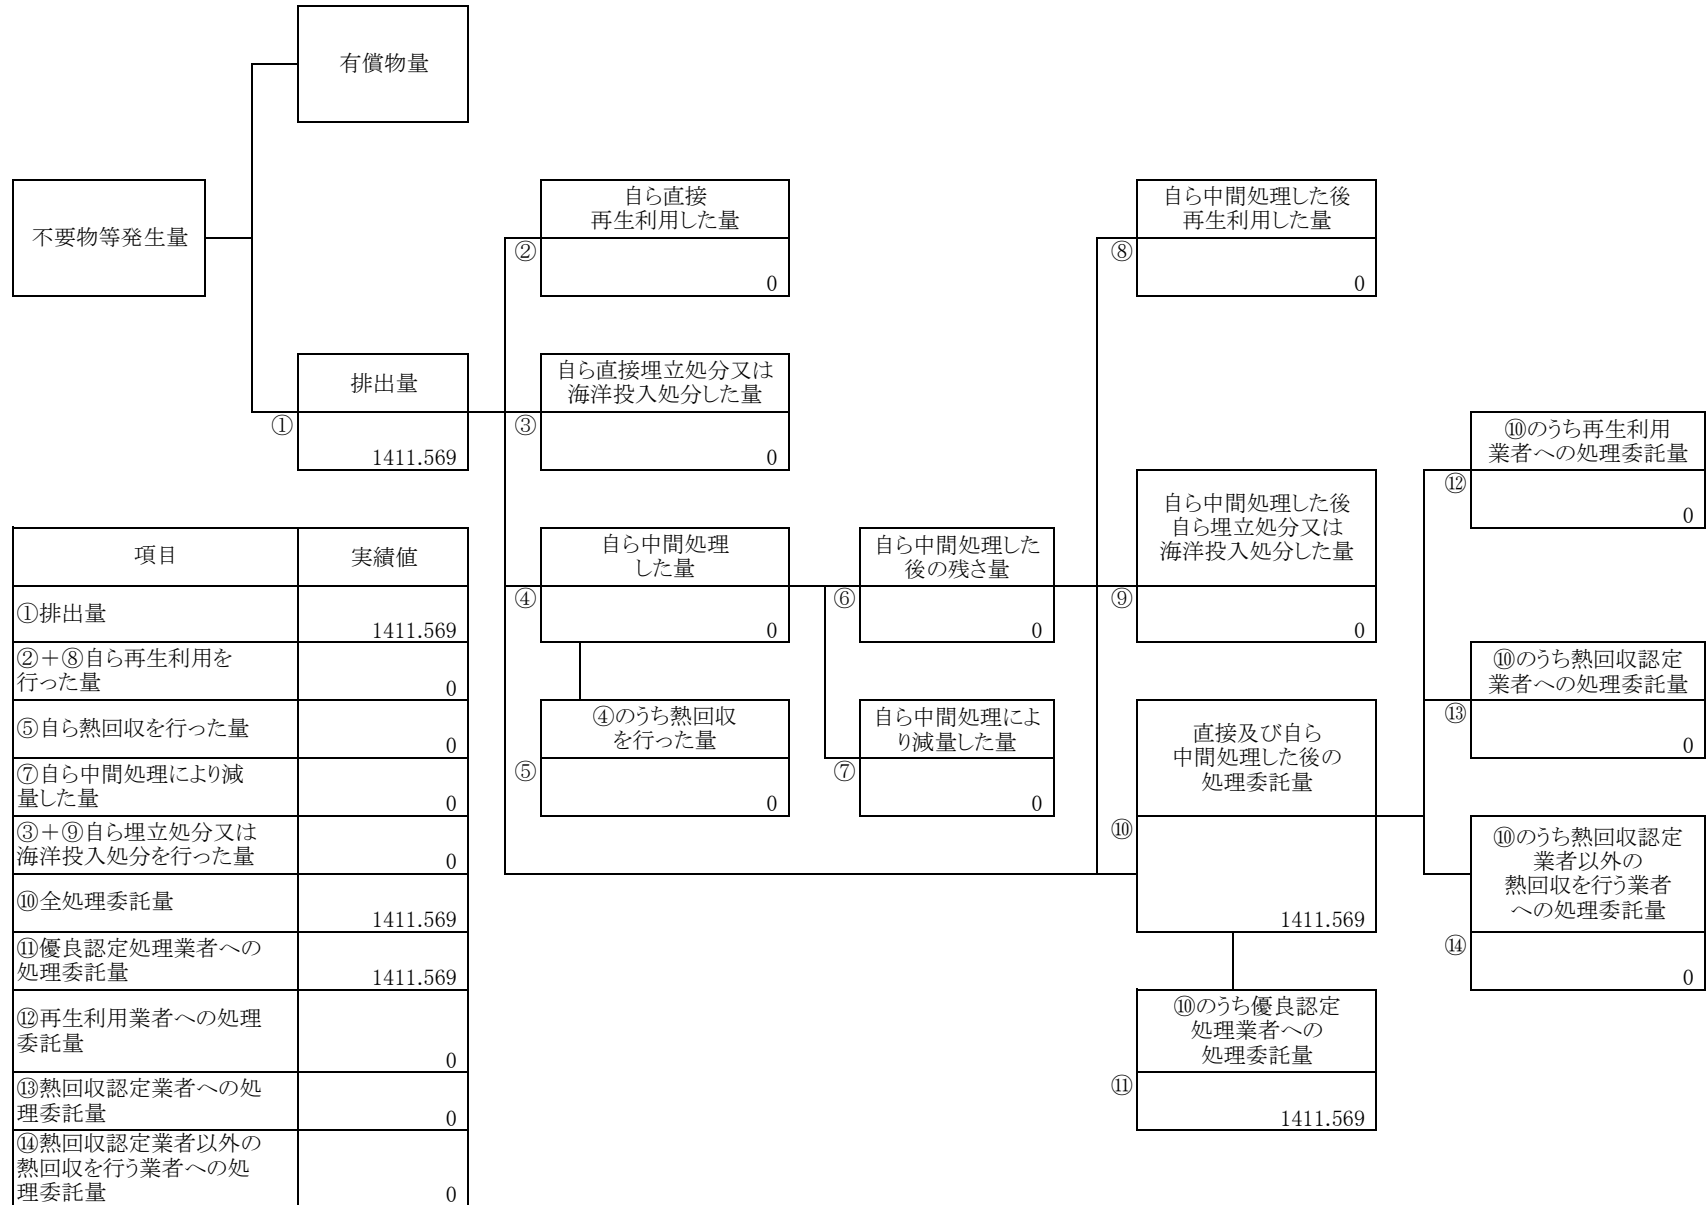 有償物量
不要物等発生量
排出量
①
1411.569
自ら直接
再生利用した量
②
0
自ら直接埋立処分又は
海洋投入処分した量
③
0
自ら中間処理
した量
④
0
④のうち熱回収
を行った量
⑤
0
自ら中間処理した
後の残さ量
⑥
0
自ら中間処理によ
り減量した量
⑦
0
自ら中間処理した後
再生利用した量
⑧
0
自ら中間処理した後
自ら埋立処分又は
海洋投入処分した量
⑨
0
直接及び自ら
中間処理した後の
処理委託量
⑩
1411.569
⑩のうち優良認定
処理業者への
処理委託量
⑪
1411.569
⑩のうち再生利用
業者への処理委託量
⑫
0
⑩のうち熱回収認定
業者への処理委託量
⑬
0
⑩のうち熱回収認定
業者以外の
熱回収を行う業者
への処理委託量
⑭
0
項目 実績値
①排出量
1411.569
②＋⑧自ら再生利用を
行った量
0
⑤自ら熱回収を行った量
0
⑦自ら中間処理により減
量した量
0
③＋⑨自ら埋立処分又は
海洋投入処分を行った量
0
⑩全処理委託量
1411.569
⑪優良認定処理業者への
処理委託量
1411.569
⑫再生利用業者への処理
委託量
0
⑬熱回収認定業者への処
理委託量
0
⑭熱回収認定業者以外の
熱回収を行う業者への処
理委託量
0